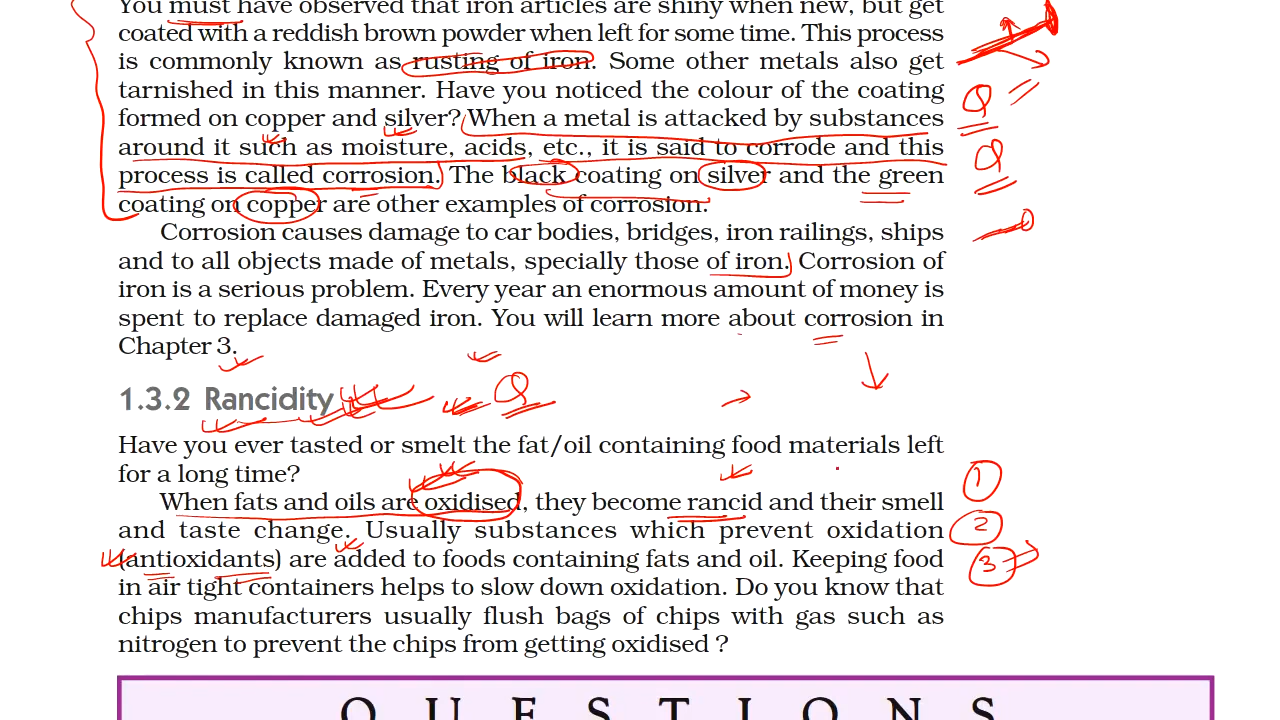 You must have observed that iron articles are shiny when new, but get
coated with a reddish brown powder when left for some time. This process
is commonly known as rusting of iron. Some other metals also get
tarnished in this manner. Have you noticed the colour of the coating
formed on copper and silver? When a metal is attacked by substances
around it such as moisture, acids, etc., it is said to corrode and this
process is called corrosion. The black coating on silver and the green
coating on copper are other examples of corrosion.
Corrosion causes damage to car bodies, bridges, iron railings, ships
and to all objects made of metals, specially those of iron. Corrosion of
iron is a serious problem. Every year an enormous amount of money is
spent to replace damaged iron. You will learn more about corrosion in
Chapter 3.
1.3.2 Rancidity
Q
Q
Q
Have you ever tasted or smelt the fat/oil containing food materials left
for a long time?
When fats and oils are oxidised, they become rancid and their smell
and taste change. Usually substances which prevent oxidation
(antioxidants) are added to foods containing fats and oil. Keeping food
in air tight containers helps to slow down oxidation. Do you know that
chips manufacturers usually flush bags of chips with gas such as
nitrogen to prevent the chips from getting oxidised ?
1
2
3
QUESTIONS